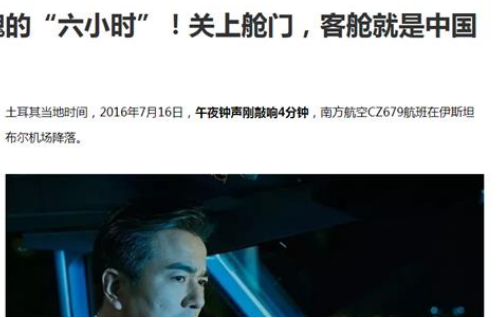 的“六小时”！关上舱门，客舱就是中国
土耳其当地时间，2016年7月16日，午夜钟声刚敲响4分钟，南方航空CZ679航班在伊斯坦
布尔机场降落。